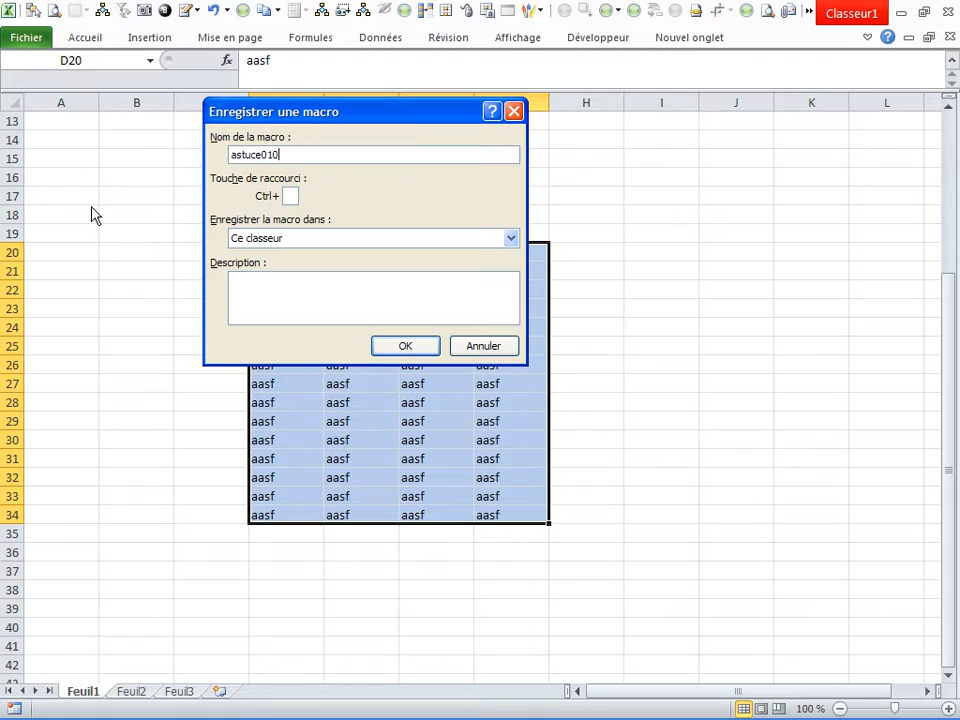 Classeur1
Fichier Accueil Insertion Mise en page Formules Données Révision Affichage Développeur Nouvel onglet
D20 fx aasf
A B H I J K L
Enregistrer une macro
Nom de la macro :
astuce010
Touche de raccourci :
Ctrl+
Enregistrer la macro dans :
Ce classeur
Description :
OK Annuler
13
14
15
16
17
18
19
20
21
22
23
24
25
26 aasf aasf aasf aasf
27 aasf aasf aasf aasf
28 aasf aasf aasf aasf
29 aasf aasf aasf aasf
30 aasf aasf aasf aasf
31 aasf aasf aasf aasf
32 aasf aasf aasf aasf
33 aasf aasf aasf aasf
34 aasf aasf aasf aasf
35
36
37
38
39
40
41
42
Feuil1 Feuil2 Feuil3
100 %